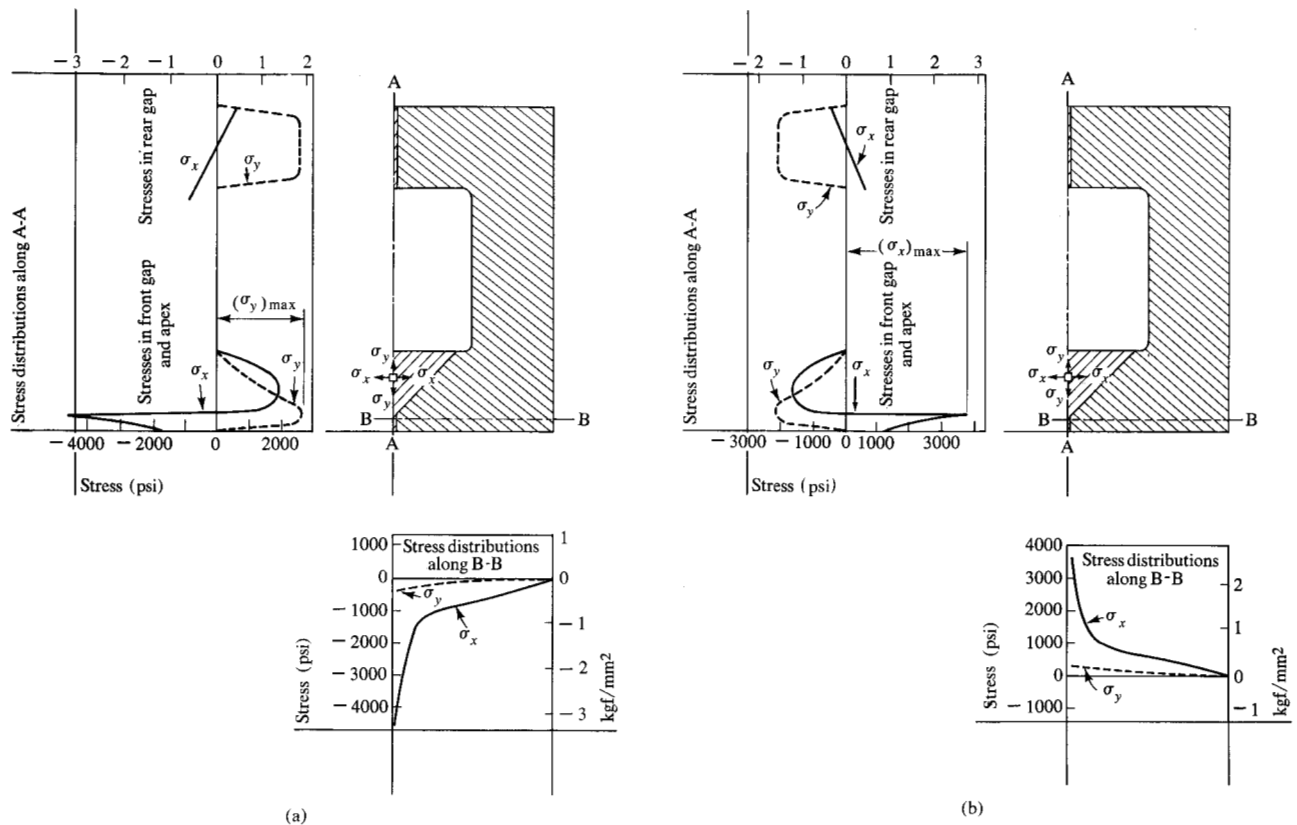 −3 −2 −1 0 1 2
Stress distributions along A-A
Stresses in rear gap
σx
σy
Stresses in front gap
and apex
(σy)max
σx
σy
−4000 −2000 0 2000
Stress (psi)
A
σy
σx
σx
σy
B
B
A
1000
0
−1000
−2000
−3000
−4000
Stress (psi)
Stress distributions
along B-B
σy
σx
1
0
−1
−2
−3
kgf/mm²
(a)
−2 −1 0 1 2 3
Stress distributions along A-A
Stresses in rear gap
σx
σy
(σx)max
Stresses in front gap
and apex
σy
σx
−3000 −1000 0 1000 3000
Stress (psi)
A
σy
σx
σx
σy
B
B
A
4000
3000
2000
1000
0
−1000
Stress (psi)
Stress distributions
along B-B
σx
σy
2
1
0
−1
kgf/mm²
(b)